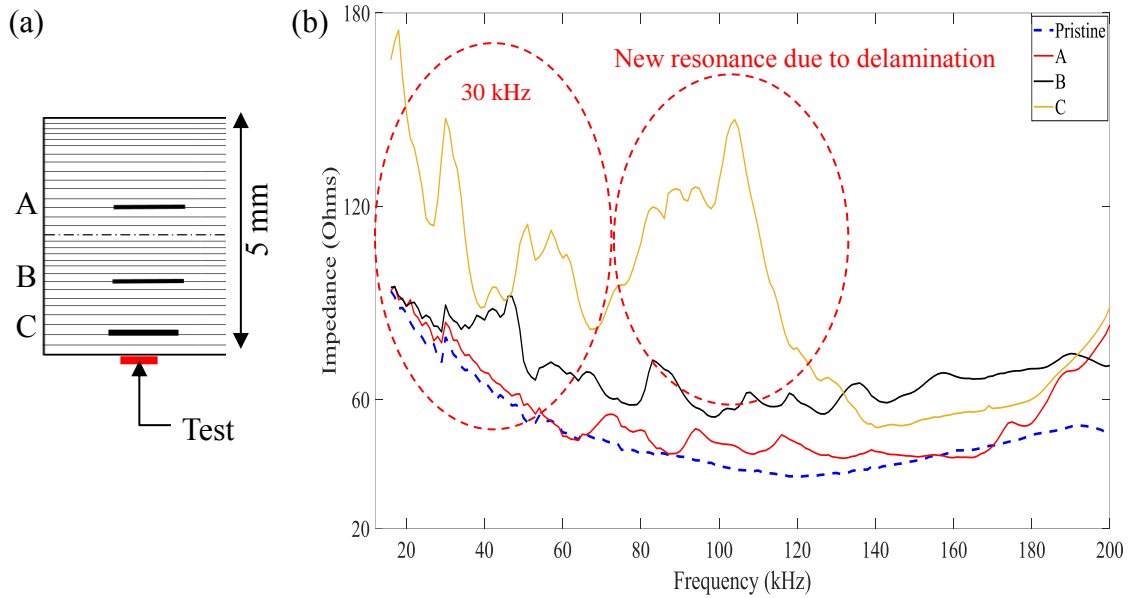 (a)
A
B
C
5 mm
Test
(b)
180
120
60
20
Impedance (Ohms)
30 kHz
New resonance due to delamination
Pristine
A
B
C
20 40 60 80 100 120 140 160 180 200
Frequency (kHz)